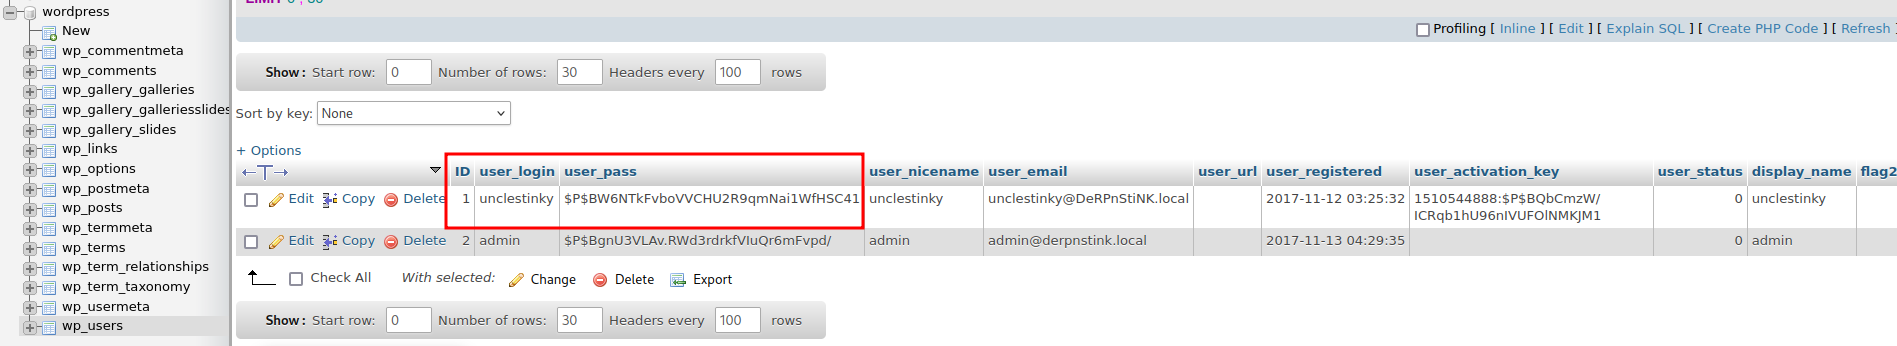 wordpress
New
wp_commentmeta
wp_comments
wp_gallery_galleries
wp_gallery_galleriesslides
wp_gallery_slides
wp_links
wp_options
wp_postmeta
wp_posts
wp_termmeta
wp_terms
wp_term_relationships
wp_term_taxonomy
wp_usermeta
wp_users
Profiling [ Inline ] [ Edit ] [ Explain SQL ] [ Create PHP Code ] [ Refresh ]
Show : Start row: 0 Number of rows: 30 Headers every 100 rows
Sort by key: None
+ Options
ID user_login user_pass user_nicename user_email user_url user_registered user_activation_key user_status display_name flag2
Edit Copy Delete 1 unclestinky $P$BW6NTkFvboVVCHU2R9qmNai1WfHSC41 unclestinky unclestinky@DeRPnStiNK.local 2017-11-12 03:25:32 1510544888:$P$BQbCmzW/ 0 unclestinky
ICRqb1hU96nIVUFOlNMKJM1
Edit Copy Delete 2 admin $P$BgnU3VLAv.RWd3rdrkfVIuQr6mFvpd/ admin admin@derpnstink.local 2017-11-13 04:29:35 0 admin
Check All With selected: Change Delete Export
Show : Start row: 0 Number of rows: 30 Headers every 100 rows